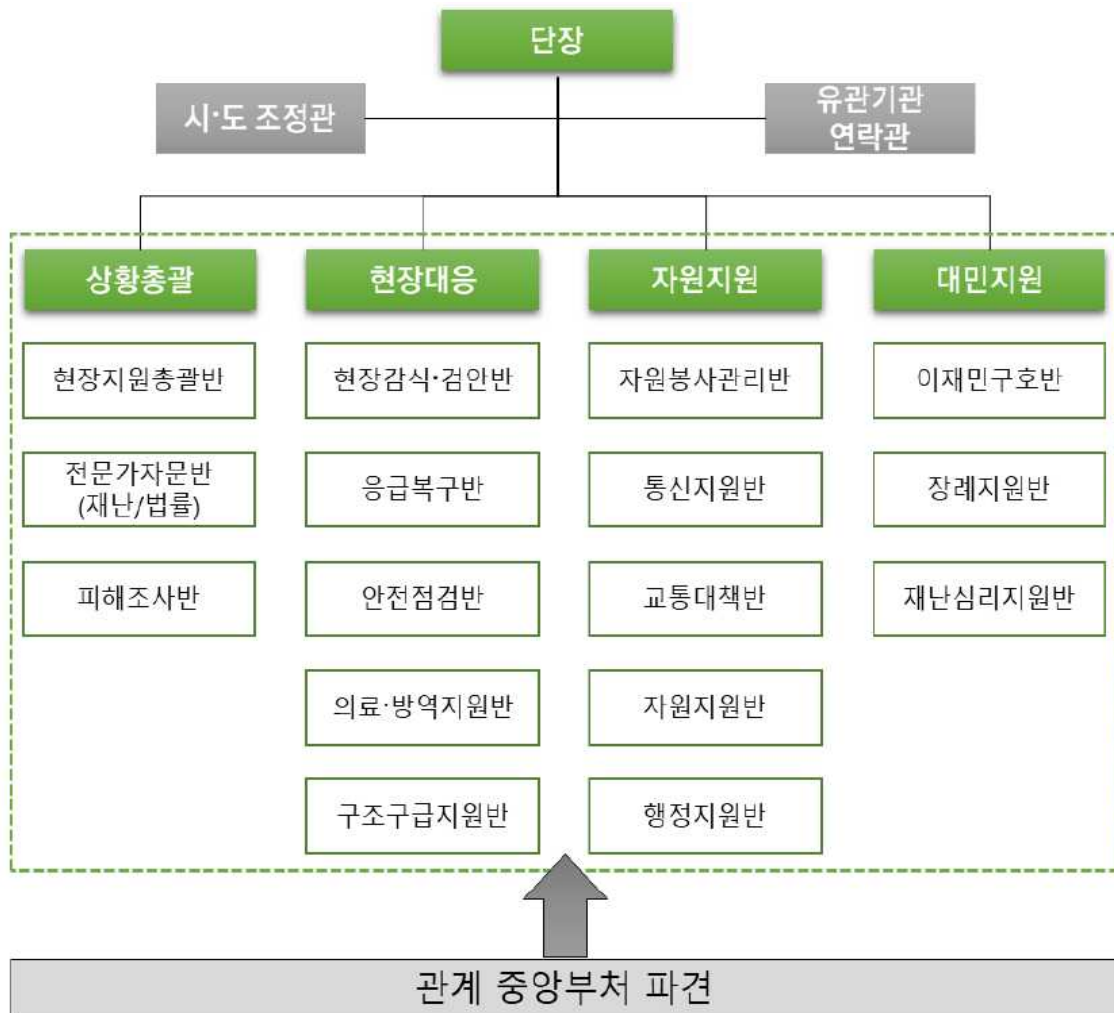 단장
시·도 조정관
유관기관
연락관
상황총괄
현장대응
자원지원
대민지원
현장지원총괄반
현장감식·검안반
자원봉사관리반
이재민구호반
전문가자문반
(재난/법률)
응급복구반
통신지원반
장례지원반
피해조사반
안전점검반
교통대책반
재난심리지원반
의료·방역지원반
자원지원반
구조구급지원반
행정지원반
관계 중앙부처 파견